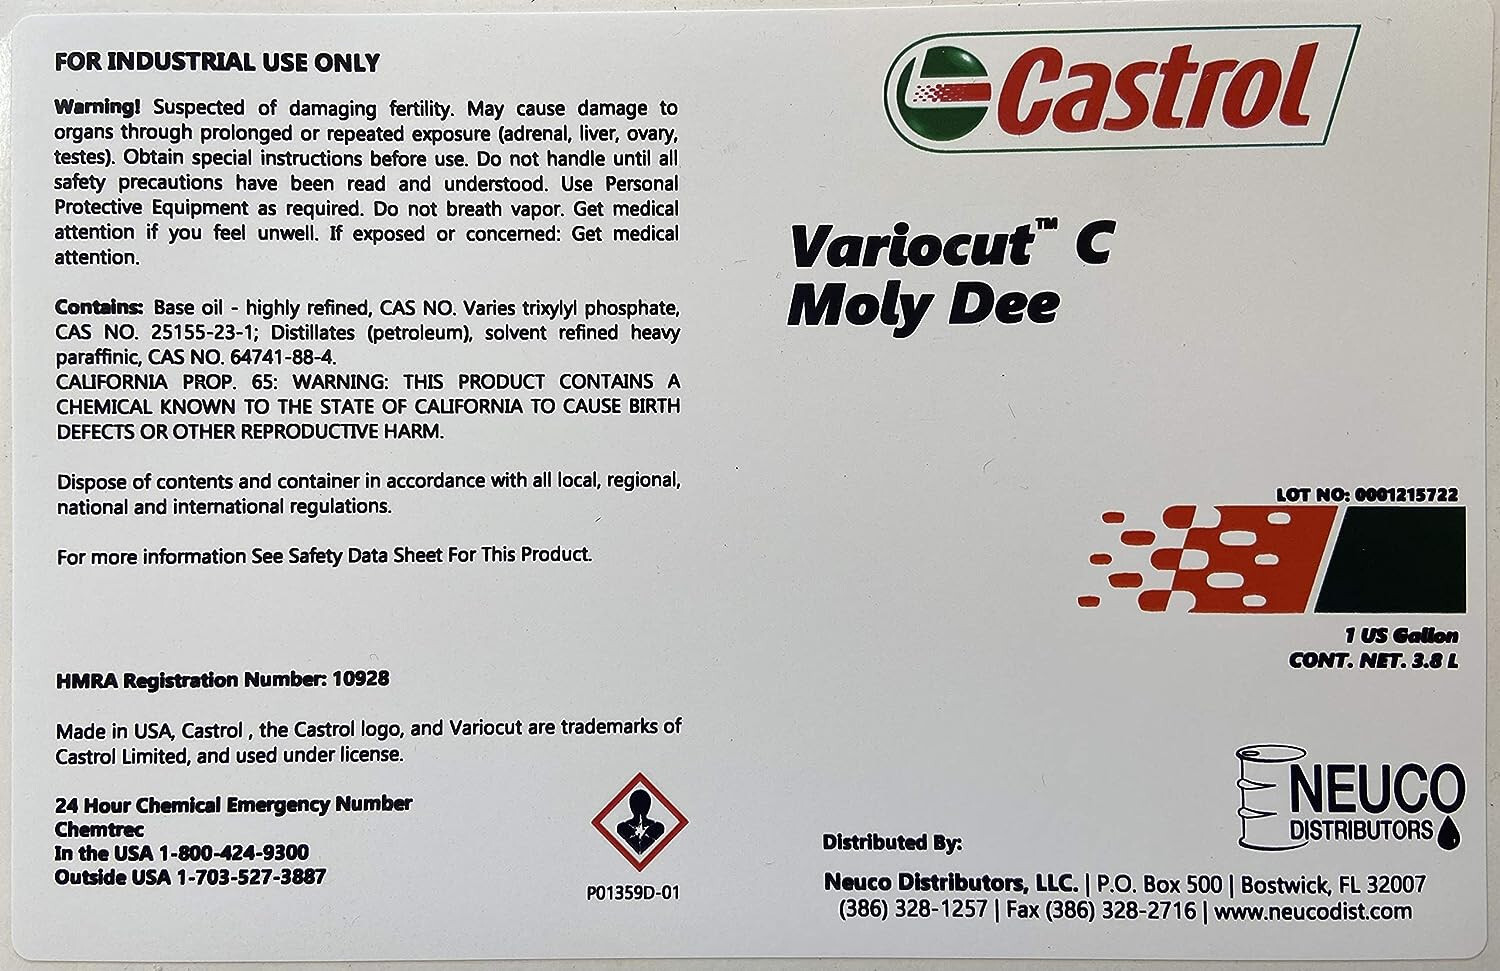 FOR INDUSTRIAL USE ONLY
Warning! Suspected of damaging fertility. May cause damage to
organs through prolonged or repeated exposure (adrenal, liver, ovary,
testes). Obtain special instructions before use. Do not handle until all
safety precautions have been read and understood. Use Personal
Protective Equipment as required. Do not breath vapor. Get medical
attention if you feel unwell. If exposed or concerned: Get medical
attention.
Contains: Base oil - highly refined, CAS NO. Varies trixylyl phosphate,
CAS NO. 25155-23-1; Distillates (petroleum), solvent refined heavy
paraffinic, CAS NO. 64741-88-4.
CALIFORNIA PROP. 65: WARNING: THIS PRODUCT CONTAINS A
CHEMICAL KNOWN TO THE STATE OF CALIFORNIA TO CAUSE BIRTH
DEFECTS OR OTHER REPRODUCTIVE HARM.
Dispose of contents and container in accordance with all local, regional,
national and international regulations.
For more information See Safety Data Sheet For This Product.
HMRA Registration Number: 10928
Made in USA, Castrol , the Castrol logo, and Variocut are trademarks of
Castrol Limited, and used under license.
24 Hour Chemical Emergency Number
Chemtrec
In the USA 1-800-424-9300
Outside USA 1-703-527-3887
P01359D-01
Castrol
Variocut™ C
Moly Dee
LOT NO: 0001215722
1 US Gallon
CONT. NET. 3.8 L
NEUCO
DISTRIBUTORS
Distributed By:
Neuco Distributors, LLC. | P.O. Box 500 | Bostwick, FL 32007
(386) 328-1257 | Fax (386) 328-2716 | www.neucodist.com